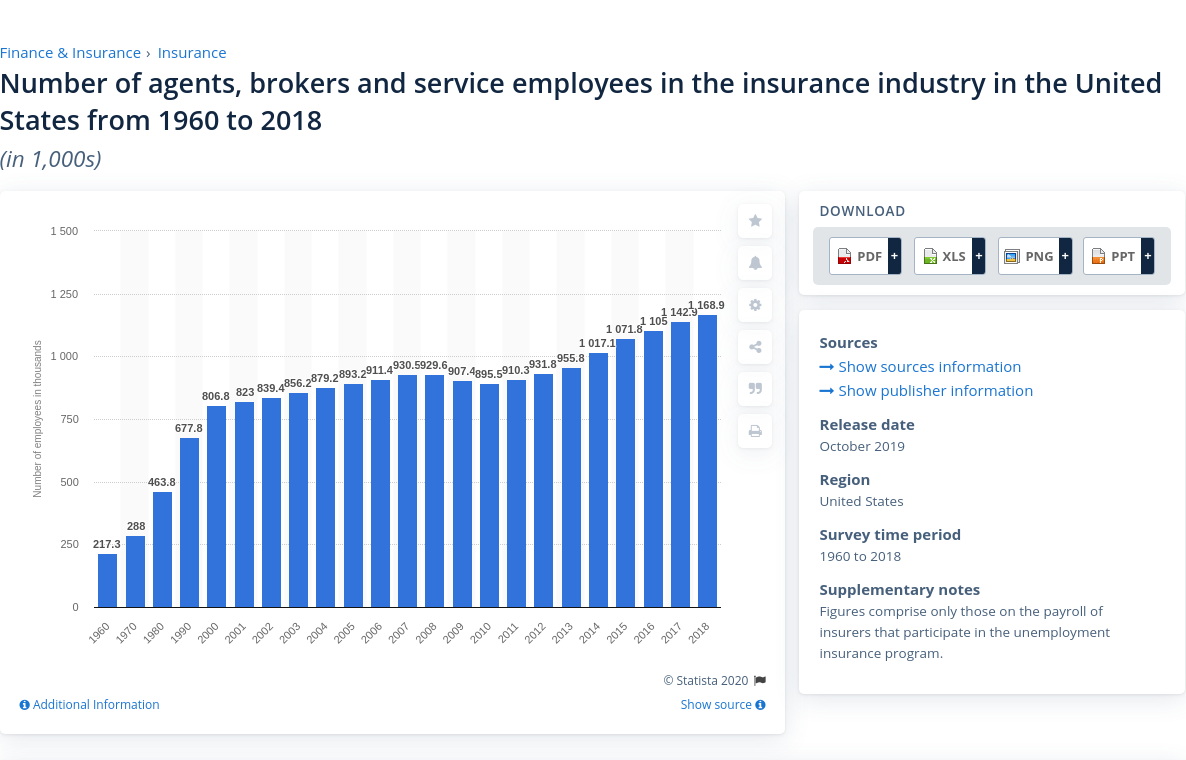 Finance & Insurance › Insurance
Number of agents, brokers and service employees in the insurance industry in the United
States from 1960 to 2018
(in 1,000s)
Number of employees in thousands
1 500
1 250
1 000
750
500
250
0
217.3
288
463.8
677.8
806.8
823
839.4
856.2
879.2
893.2
911.4
930.5
929.6
907.4
895.5
910.3
931.8
955.8
1 017.1
1 071.8
1 105
1 142.9
1 168.9
1960
1970
1980
1990
2000
2001
2002
2003
2004
2005
2006
2007
2008
2009
2010
2011
2012
2013
2014
2015
2016
2017
2018
© Statista 2020
Additional Information
Show source
DOWNLOAD
PDF + XLS + PNG + PPT +
Sources
Show sources information
Show publisher information
Release date
October 2019
Region
United States
Survey time period
1960 to 2018
Supplementary notes
Figures comprise only those on the payroll of
insurers that participate in the unemployment
insurance program.